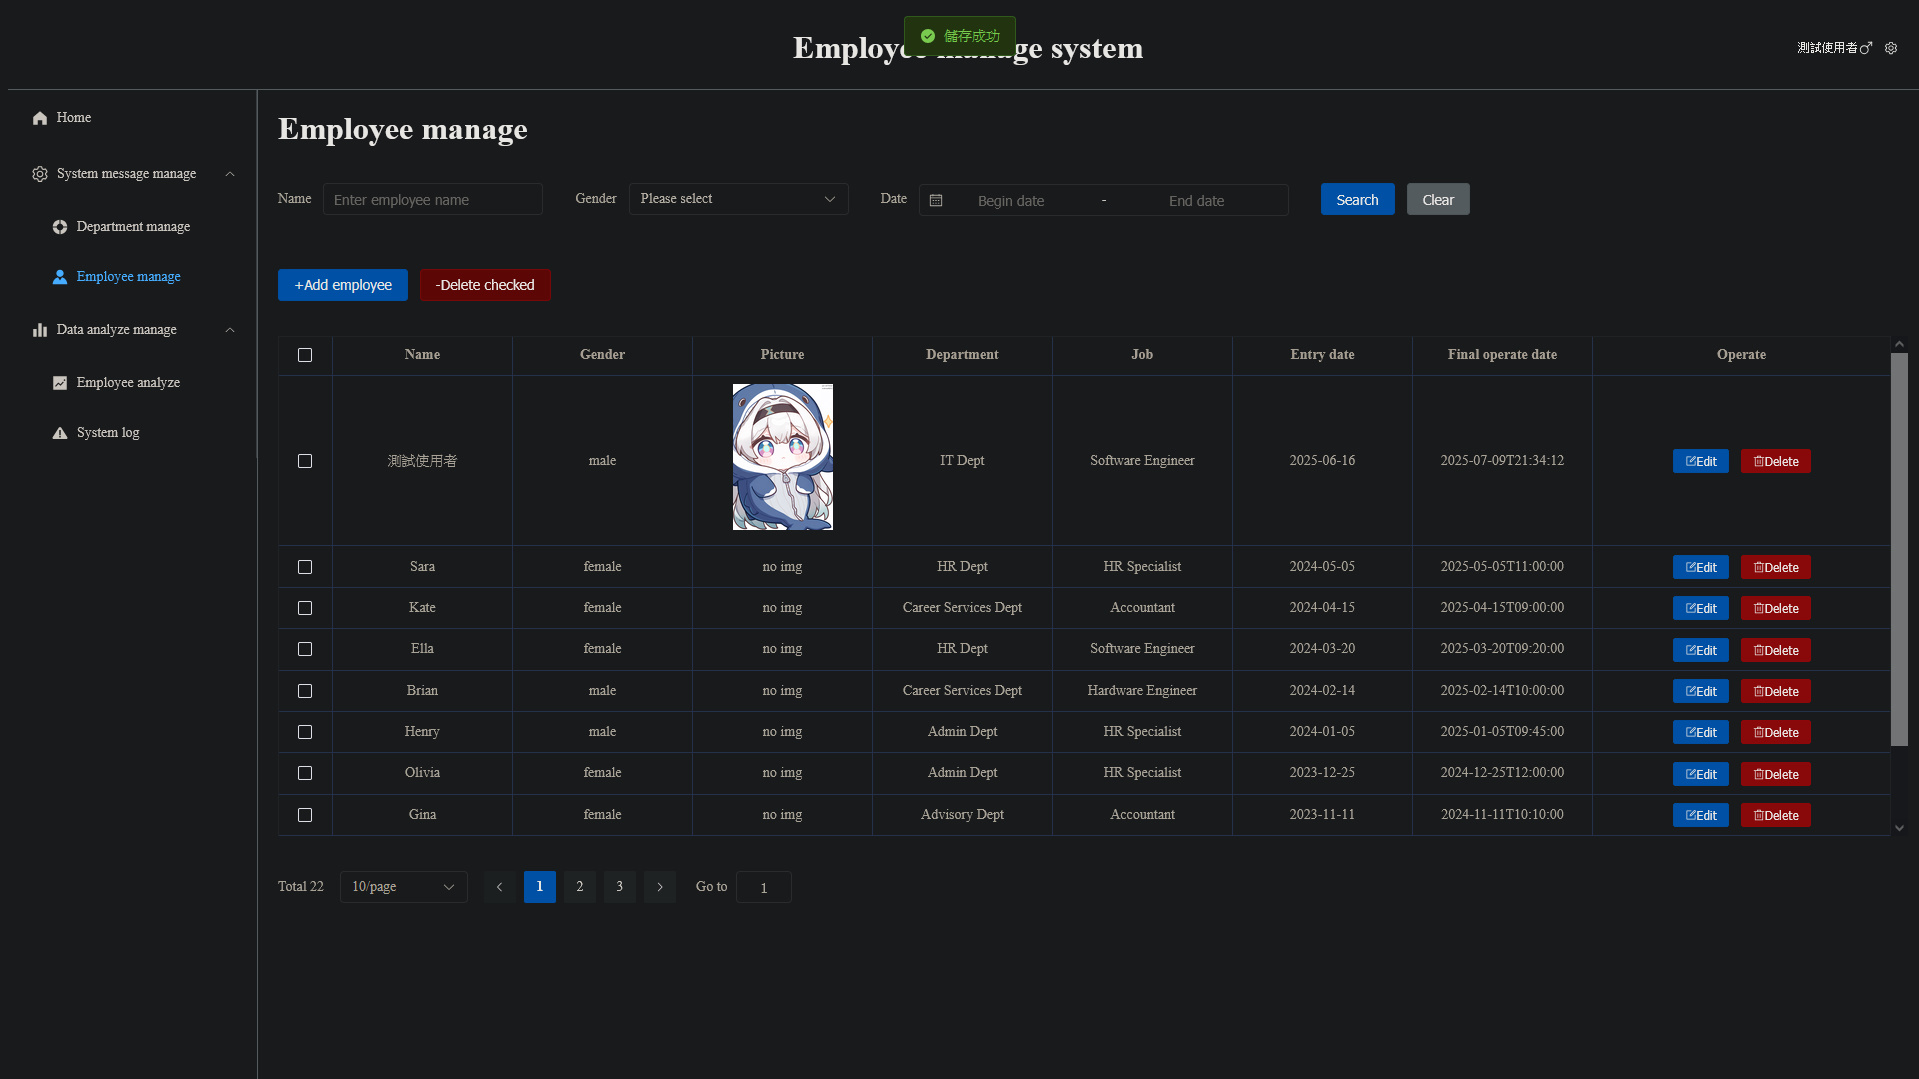 儲存成功
Employee manage system
測試使用者
Home
System message manage
Department manage
Employee manage
Data analyze manage
Employee analyze
System log
Employee manage
Name Enter employee name Gender Please select Date Begin date - End date Search Clear
+Add employee -Delete checked
Name Gender Picture Department Job Entry date Final operate date Operate
測試使用者 male IT Dept Software Engineer 2025-06-16 2025-07-09T21:34:12 Edit Delete
Sara female no img HR Dept HR Specialist 2024-05-05 2025-05-05T11:00:00 Edit Delete
Kate female no img Career Services Dept Accountant 2024-04-15 2025-04-15T09:00:00 Edit Delete
Ella female no img HR Dept Software Engineer 2024-03-20 2025-03-20T09:20:00 Edit Delete
Brian male no img Career Services Dept Hardware Engineer 2024-02-14 2025-02-14T10:00:00 Edit Delete
Henry male no img Admin Dept HR Specialist 2024-01-05 2025-01-05T09:45:00 Edit Delete
Olivia female no img Admin Dept HR Specialist 2023-12-25 2024-12-25T12:00:00 Edit Delete
Gina female no img Advisory Dept Accountant 2023-11-11 2024-11-11T10:10:00 Edit Delete
Total 22 10/page 1 2 3 Go to 1